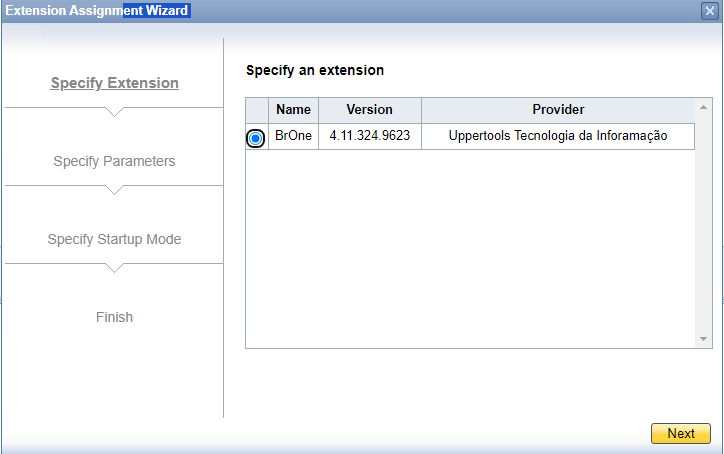 Extension Assignment Wizard
Specify Extension
Specify Parameters
Specify Startup Mode
Finish
Specify an extension
Name Version Provider
BrOne 4.11.324.9623 Uppertools Tecnologia da Inforamação
Next